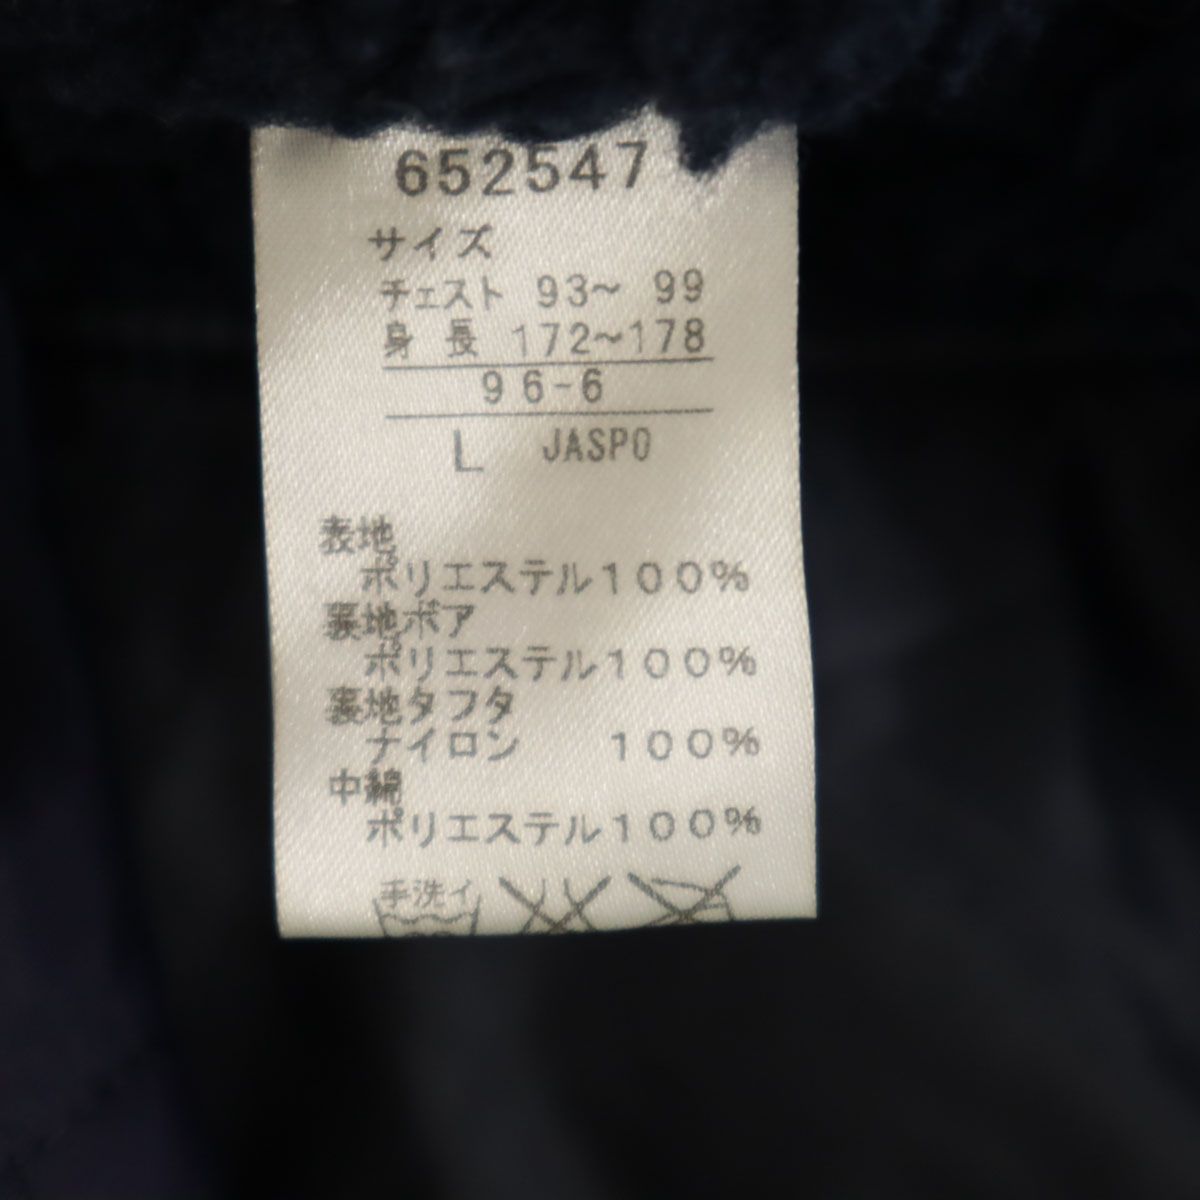 652547
サイズ
チェスト 93～ 99
身 長 172～178
96-6
L JASPO
表地
ポリエステル100%
裏地ボア
ポリエステル100%
裏地タフタ
ナイロン 100%
中綿
ポリエステル100%
手洗イ